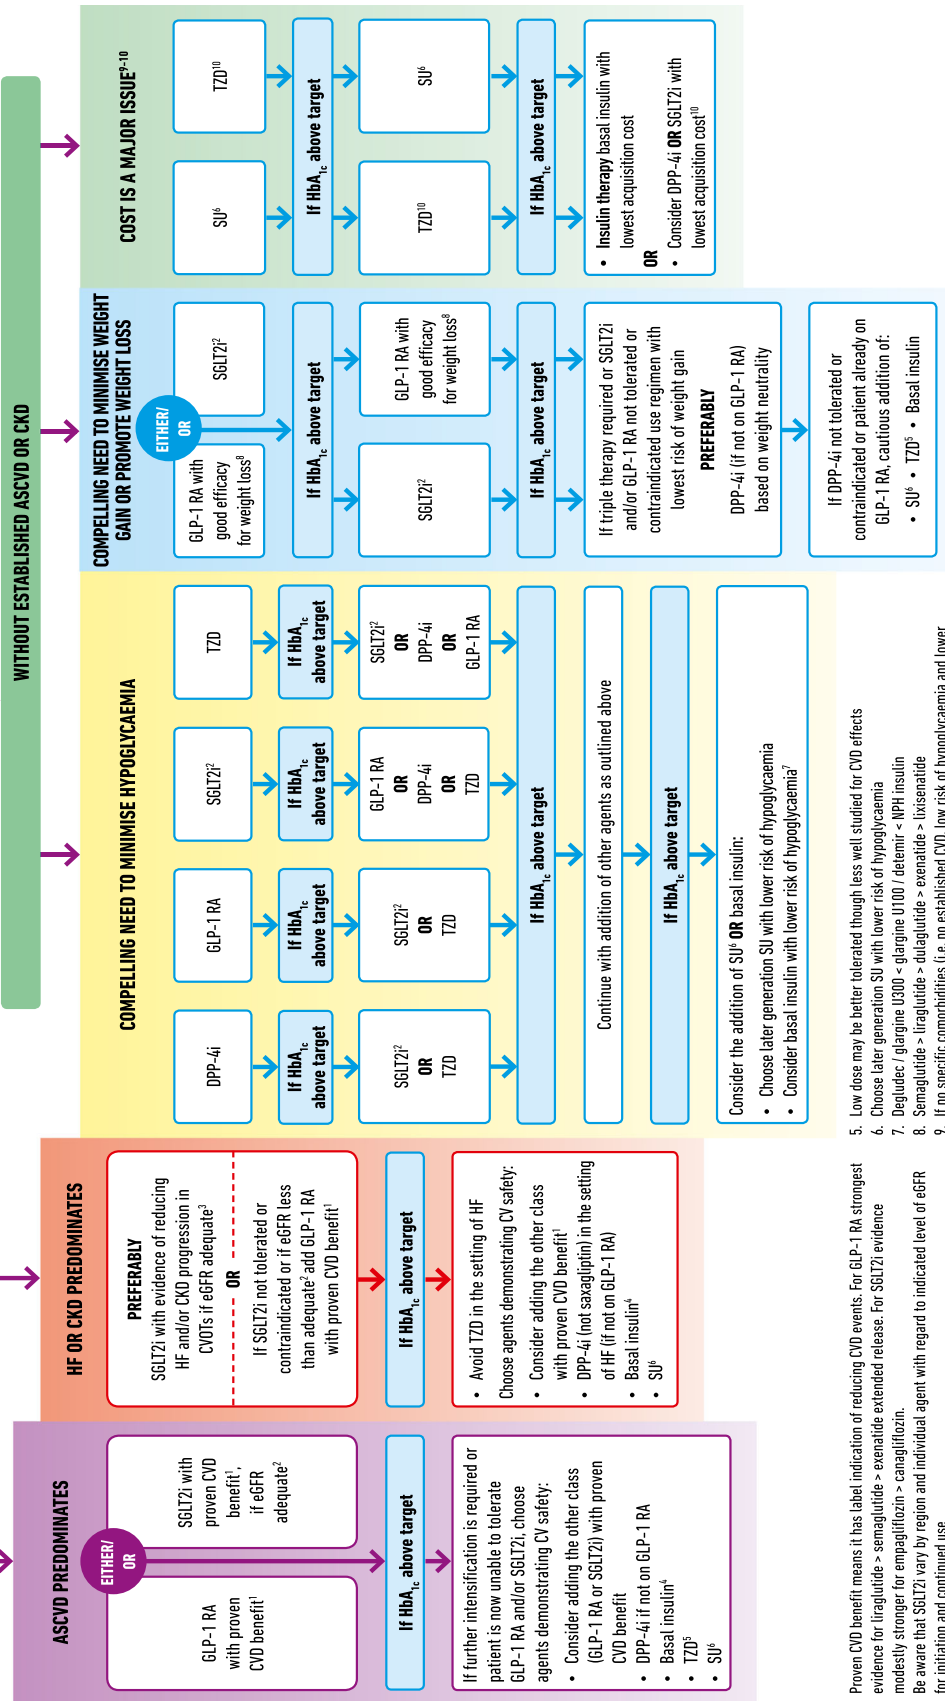 WITHOUT ESTABLISHED ASCVD OR CKD
ASCVD PREDOMINATES
EITHER/
OR
GLP-1 RA
with proven
CVD benefit¹
SGLT2i with
proven CVD
benefit¹,
if eGFR
adequate²
If HbA1c above target
If further intensification is required or
patient is now unable to tolerate
GLP-1 RA and/or SGLT2i, choose
agents demonstrating CV safety:
• Consider adding the other class
(GLP-1 RA or SGLT2i) with proven
CVD benefit
• DPP-4i if not on GLP-1 RA
• Basal insulin⁴
• TZD⁵
• SU⁶
HF OR CKD PREDOMINATES
PREFERABLY
SGLT2i with evidence of reducing
HF and/or CKD progression in
CVOTs if eGFR adequate³
OR
If SGLT2i not tolerated or
contraindicated or if eGFR less
than adequate² add GLP-1 RA
with proven CVD benefit¹
If HbA1c above target
• Avoid TZD in the setting of HF
Choose agents demonstrating CV safety:
• Consider adding the other class
with proven CVD benefit¹
• DPP-4i (not saxagliptin) in the setting
of HF (if not on GLP-1 RA)
• Basal insulin⁴
• SU⁶
COMPELLING NEED TO MINIMISE HYPOGLYCAEMIA
DPP-4i
GLP-1 RA
SGLT2i²
TZD
If HbA1c
above target
If HbA1c
above target
If HbA1c
above target
If HbA1c
above target
SGLT2i²
OR
TZD
SGLT2i²
OR
TZD
GLP-1 RA
OR
DPP-4i
OR
TZD
SGLT2i²
OR
DPP-4i
OR
GLP-1 RA
If HbA1c above target
Continue with addition of other agents as outlined above
If HbA1c above target
Consider the addition of SU⁶ OR basal insulin:
• Choose later generation SU with lower risk of hypoglycaemia
• Consider basal insulin with lower risk of hypoglycaemia⁷
COMPELLING NEED TO MINIMISE WEIGHT
GAIN OR PROMOTE WEIGHT LOSS
EITHER/
OR
GLP-1 RA with
good efficacy
for weight loss⁸
SGLT2i²
If HbA1c above target
SGLT2i²
GLP-1 RA with
good efficacy
for weight loss⁸
If HbA1c above target
If triple therapy required or SGLT2i
and/or GLP-1 RA not tolerated or
contraindicated use regimen with
lowest risk of weight gain
PREFERABLY
DPP-4i (if not on GLP-1 RA)
based on weight neutrality
If DPP-4i not tolerated or
contraindicated or patient already on
GLP-1 RA, cautious addition of:
• SU⁶ • TZD⁵ • Basal insulin
COST IS A MAJOR ISSUE⁹⁻¹⁰
SU⁶
TZD¹⁰
If HbA1c above target
TZD¹⁰
SU⁶
If HbA1c above target
• Insulin therapy basal insulin with
lowest acquisition cost
OR
• Consider DPP-4i OR SGLT2i with
lowest acquisition cost¹⁰
Proven CVD benefit means it has label indication of reducing CVD events. For GLP-1 RA strongest
evidence for liraglutide > semaglutide > exenatide extended release. For SGLT2i evidence
modestly stronger for empagliflozin > canagliflozin.
Be aware that SGLT2i vary by region and individual agent with regard to indicated level of eGFR
for initiation and continued use
5. Low dose may be better tolerated though less well studied for CVD effects
6. Choose later generation SU with lower risk of hypoglycaemia
7. Degludec / glargine U300 < glargine U100 / detemir < NPH insulin
8. Semaglutide > liraglutide > dulaglutide > exenatide > lixisenatide
9. If no specific comorbidities (i.e. no established CVD, low risk of hypoglycaemia and lower